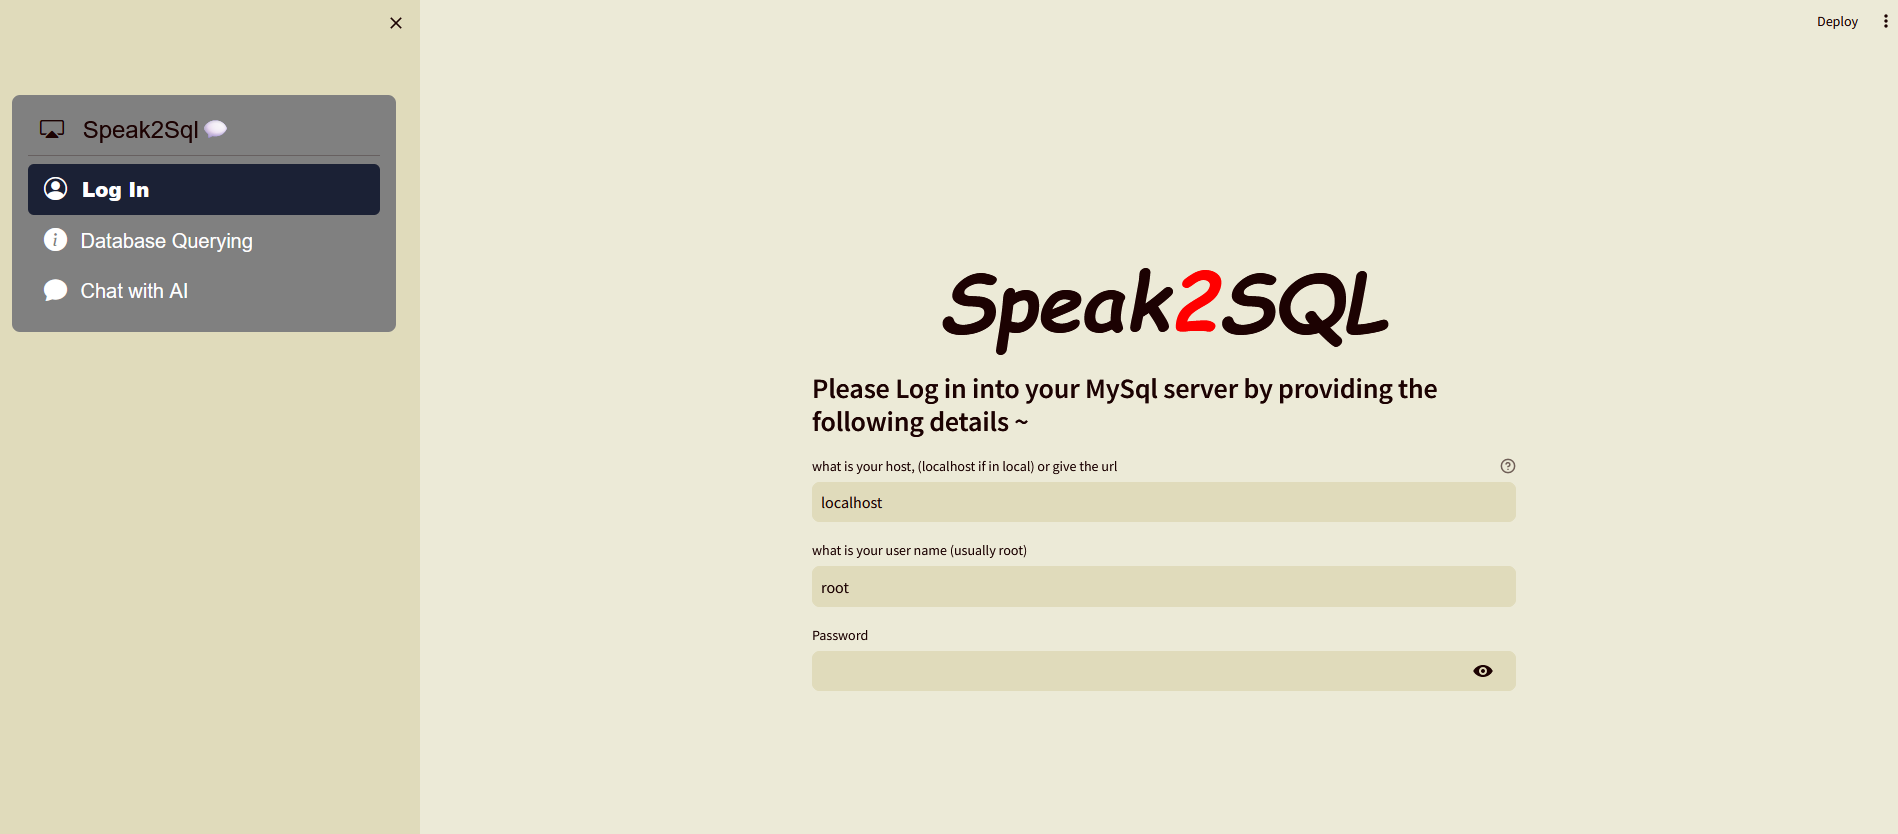 Deploy
Speak2Sql
Log In
Database Querying
Chat with AI
Speak2SQL
Please Log in into your MySql server by providing the
following details ~
what is your host, (localhost if in local) or give the url
localhost
what is your user name (usually root)
root
Password